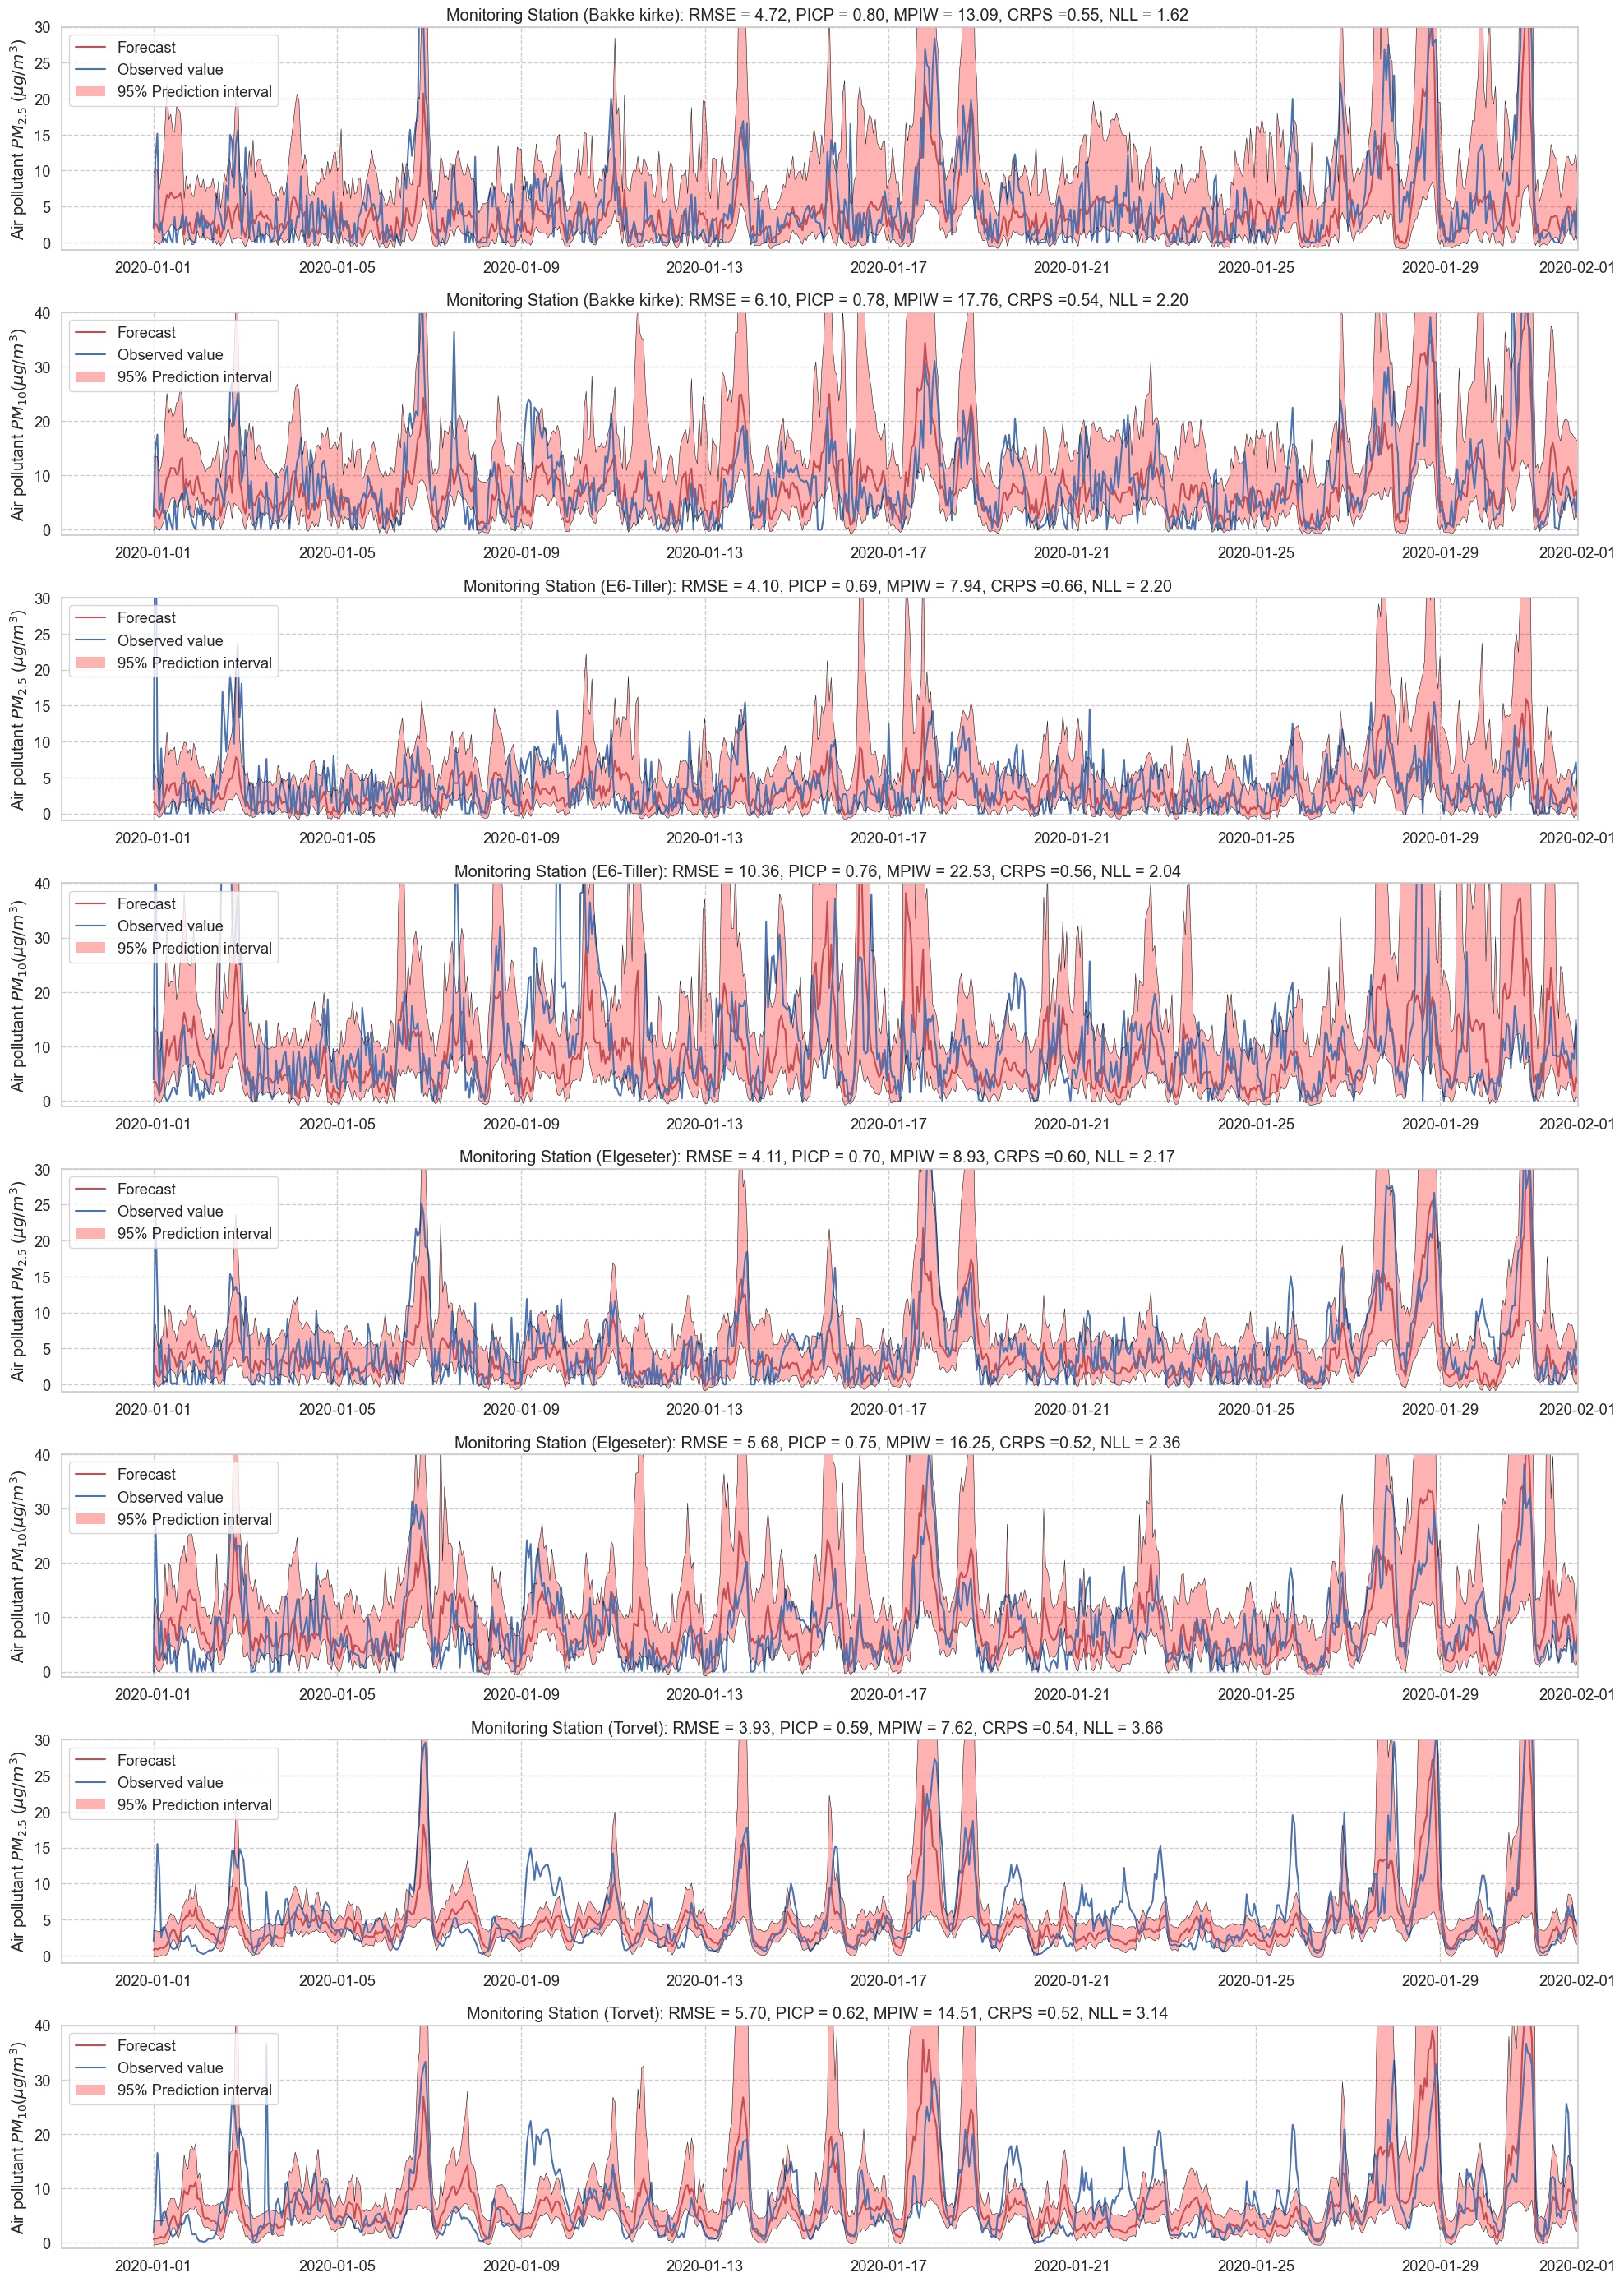 Monitoring Station (Bakke kirke): RMSE = 4.72, PICP = 0.80, MPIW = 13.09, CRPS =0.55, NLL = 1.62
Air pollutant PM2.5 (μg/m³)
30
25
20
15
10
5
0
Forecast
Observed value
95% Prediction interval
2020-01-01 2020-01-05 2020-01-09 2020-01-13 2020-01-17 2020-01-21 2020-01-25 2020-01-29 2020-02-01
Monitoring Station (Bakke kirke): RMSE = 6.10, PICP = 0.78, MPIW = 17.76, CRPS =0.54, NLL = 2.20
Air pollutant PM10(μg/m³)
40
30
20
10
0
Forecast
Observed value
95% Prediction interval
2020-01-01 2020-01-05 2020-01-09 2020-01-13 2020-01-17 2020-01-21 2020-01-25 2020-01-29 2020-02-01
Monitoring Station (E6-Tiller): RMSE = 4.10, PICP = 0.69, MPIW = 7.94, CRPS =0.66, NLL = 2.20
Air pollutant PM2.5 (μg/m³)
30
25
20
15
10
5
0
Forecast
Observed value
95% Prediction interval
2020-01-01 2020-01-05 2020-01-09 2020-01-13 2020-01-17 2020-01-21 2020-01-25 2020-01-29 2020-02-01
Monitoring Station (E6-Tiller): RMSE = 10.36, PICP = 0.76, MPIW = 22.53, CRPS =0.56, NLL = 2.04
Air pollutant PM10(μg/m³)
40
30
20
10
0
Forecast
Observed value
95% Prediction interval
2020-01-01 2020-01-05 2020-01-09 2020-01-13 2020-01-17 2020-01-21 2020-01-25 2020-01-29 2020-02-01
Monitoring Station (Elgeseter): RMSE = 4.11, PICP = 0.70, MPIW = 8.93, CRPS =0.60, NLL = 2.17
Air pollutant PM2.5 (μg/m³)
30
25
20
15
10
5
0
Forecast
Observed value
95% Prediction interval
2020-01-01 2020-01-05 2020-01-09 2020-01-13 2020-01-17 2020-01-21 2020-01-25 2020-01-29 2020-02-01
Monitoring Station (Elgeseter): RMSE = 5.68, PICP = 0.75, MPIW = 16.25, CRPS =0.52, NLL = 2.36
Air pollutant PM10(μg/m³)
40
30
20
10
0
Forecast
Observed value
95% Prediction interval
2020-01-01 2020-01-05 2020-01-09 2020-01-13 2020-01-17 2020-01-21 2020-01-25 2020-01-29 2020-02-01
Monitoring Station (Torvet): RMSE = 3.93, PICP = 0.59, MPIW = 7.62, CRPS =0.54, NLL = 3.66
Air pollutant PM2.5 (μg/m³)
30
25
20
15
10
5
0
Forecast
Observed value
95% Prediction interval
2020-01-01 2020-01-05 2020-01-09 2020-01-13 2020-01-17 2020-01-21 2020-01-25 2020-01-29 2020-02-01
Monitoring Station (Torvet): RMSE = 5.70, PICP = 0.62, MPIW = 14.51, CRPS =0.52, NLL = 3.14
Air pollutant PM10(μg/m³)
40
30
20
10
0
Forecast
Observed value
95% Prediction interval
2020-01-01 2020-01-05 2020-01-09 2020-01-13 2020-01-17 2020-01-21 2020-01-25 2020-01-29 2020-02-01